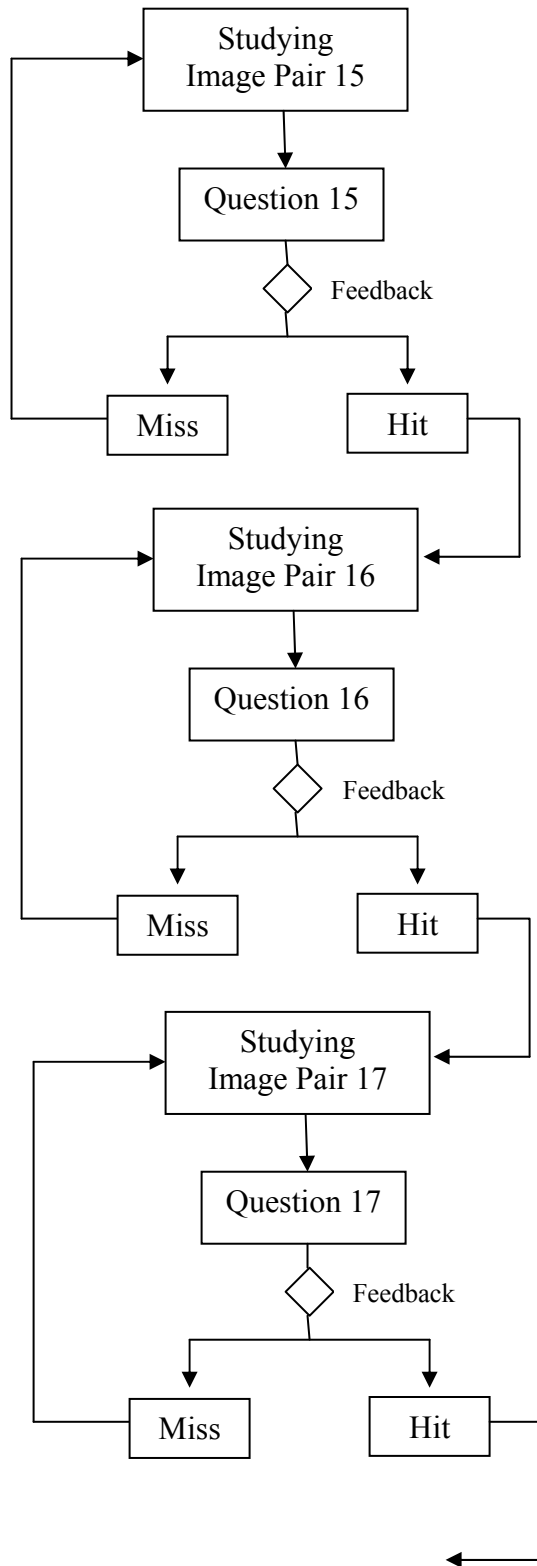 Studying
Image Pair 15
Question 15
Feedback
Miss
Hit
Studying
Image Pair 16
Question 16
Feedback
Miss
Hit
Studying
Image Pair 17
Question 17
Feedback
Miss
Hit